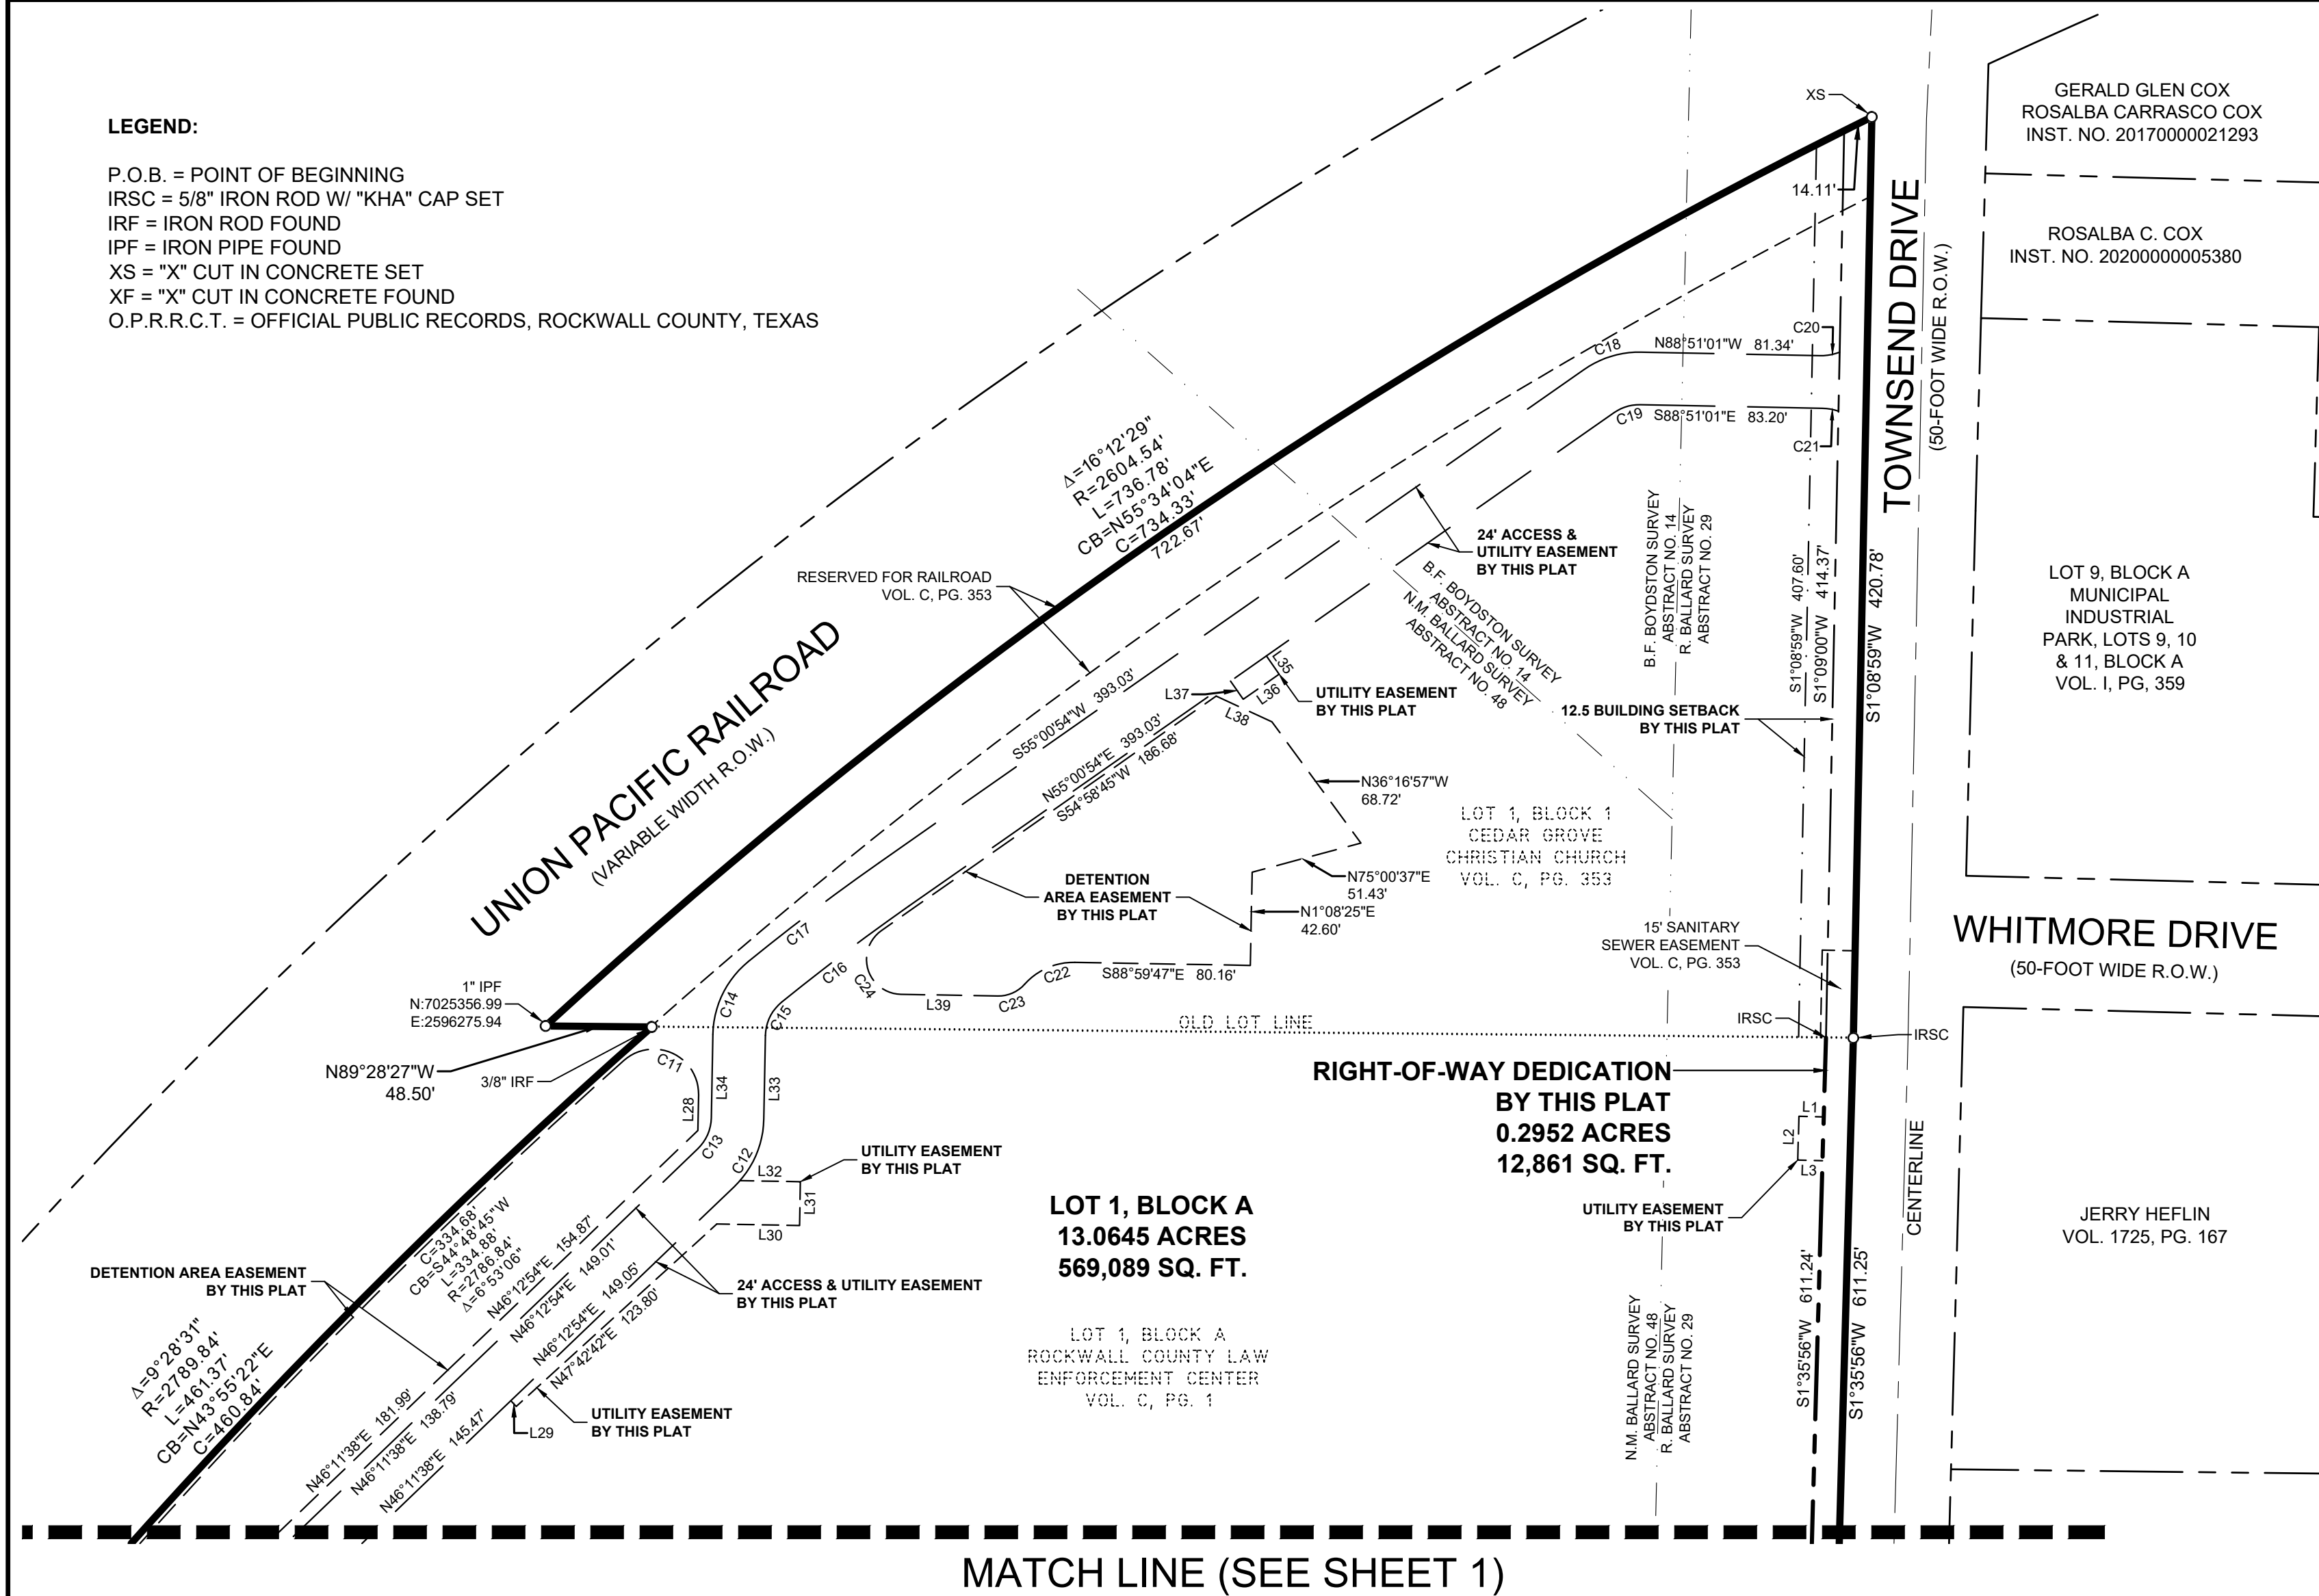 LEGEND:
P.O.B. = POINT OF BEGINNING
IRSC = 5/8" IRON ROD W/ "KHA" CAP SET
IRF = IRON ROD FOUND
IPF = IRON PIPE FOUND
XS = "X" CUT IN CONCRETE SET
XF = "X" CUT IN CONCRETE FOUND
O.P.R.R.C.T. = OFFICIAL PUBLIC RECORDS, ROCKWALL COUNTY, TEXAS
XS
14.11'
GERALD GLEN COX
ROSALBA CARRASCO COX
INST. NO. 20170000021293
ROSALBA C. COX
INST. NO. 20200000005380
TOWNSEND DRIVE
(50-FOOT WIDE R.O.W.)
C20
C18
N88°51'01"W 81.34'
C19
S88°51'01"E 83.20'
C21
Δ=16°12'29"
R=2604.54'
L=736.78'
CB=N55°34'04"E
C=734.33'
722.67'
24' ACCESS &
UTILITY EASEMENT
BY THIS PLAT
B.F. BOYDSTON SURVEY
ABSTRACT NO. 14
R. BALLARD SURVEY
ABSTRACT NO. 29
RESERVED FOR RAILROAD
VOL. C, PG. 353
B.F. BOYDSTON SURVEY
ABSTRACT NO. 14
N.M. BALLARD SURVEY
ABSTRACT NO. 48
S1°08'59"W 407.60'
S1°09'00"W 414.37'
S1°08'59"W 420.78'
LOT 9, BLOCK A
MUNICIPAL
INDUSTRIAL
PARK, LOTS 9, 10
& 11, BLOCK A
VOL. I, PG, 359
UNION PACIFIC RAILROAD
(VARIABLE WIDTH R.O.W.)
S55°00'54"W 393.03'
L35
L37
L36
UTILITY EASEMENT
BY THIS PLAT
L38
12.5 BUILDING SETBACK
BY THIS PLAT
N55°00'54"E 393.03'
S54°58'45"W 186.68'
N36°16'57"W
68.72'
LOT 1, BLOCK 1
CEDAR GROVE
CHRISTIAN CHURCH
VOL. C, PG. 353
DETENTION
AREA EASEMENT
BY THIS PLAT
N75°00'37"E
51.43'
N1°08'25"E
42.60'
C17
C16
C24
C22
S88°59'47"E 80.16'
C14
C15
L39
C23
15' SANITARY
SEWER EASEMENT
VOL. C, PG. 353
WHITMORE DRIVE
(50-FOOT WIDE R.O.W.)
1" IPF
N:7025356.99
E:2596275.94
OLD LOT LINE
IRSC
IRSC
N89°28'27"W
48.50'
3/8" IRF
C11
L28
L34
L33
C13
C12
L32
L31
L30
UTILITY EASEMENT
BY THIS PLAT
RIGHT-OF-WAY DEDICATION
BY THIS PLAT
0.2952 ACRES
12,861 SQ. FT.
L1
L2
L3
UTILITY EASEMENT
BY THIS PLAT
CENTERLINE
JERRY HEFLIN
VOL. 1725, PG. 167
LOT 1, BLOCK A
13.0645 ACRES
569,089 SQ. FT.
C=334.68'
CB=S44°48'45"W
L=334.88'
R=2786.84'
Δ=6°53'06"
DETENTION AREA EASEMENT
BY THIS PLAT
N46°12'54"E 154.87'
N46°12'54"E 149.01'
N46°12'54"E 149.05'
N47°42'42"E 123.80'
24' ACCESS & UTILITY EASEMENT
BY THIS PLAT
S1°35'56"W 611.24'
S1°35'56"W 611.25'
Δ=9°28'31"
R=2789.84'
L=461.37'
CB=N43°55'22"E
C=460.84'
LOT 1, BLOCK A
ROCKWALL COUNTY LAW
ENFORCEMENT CENTER
VOL. C, PG. 1
N.M. BALLARD SURVEY
ABSTRACT NO. 48
R. BALLARD SURVEY
ABSTRACT NO. 29
N46°11'38"E 181.99'
N46°11'38"E 138.79'
N46°11'38"E 145.47'
L29
UTILITY EASEMENT
BY THIS PLAT
MATCH LINE (SEE SHEET 1)